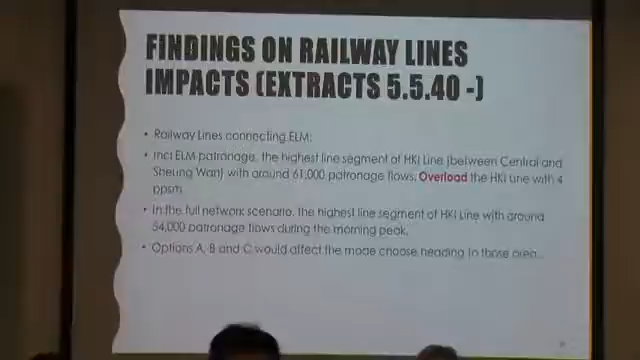 FINDINGS ON RAILWAY LINES
IMPACTS (EXTRACTS 5.5.40 -)
• Railway Lines connecting ELM:
• Incl ELM patronage, the highest line segment of HKI Line (between Central and
Sheung Wan) with around 61,000 patronage flows. Overload the HKI Line with 4
ppsm.
• In the full network scenario, the highest line segment of HKI Line with around
54,000 patronage flows during the morning peak.
• Options A, B and C would affect the mode choose heading to those area.